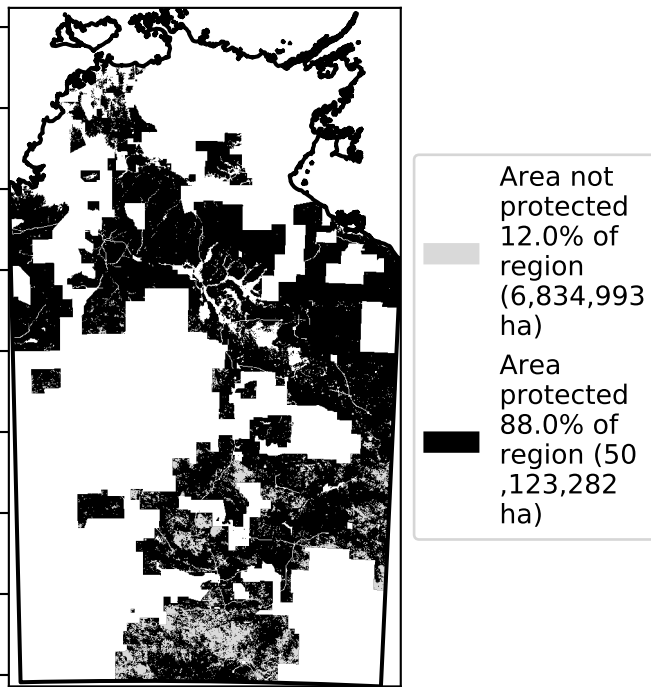 Area not
protected
12.0% of
region
(6,834,993
ha)
Area
protected
88.0% of
region (50
,123,282
ha)